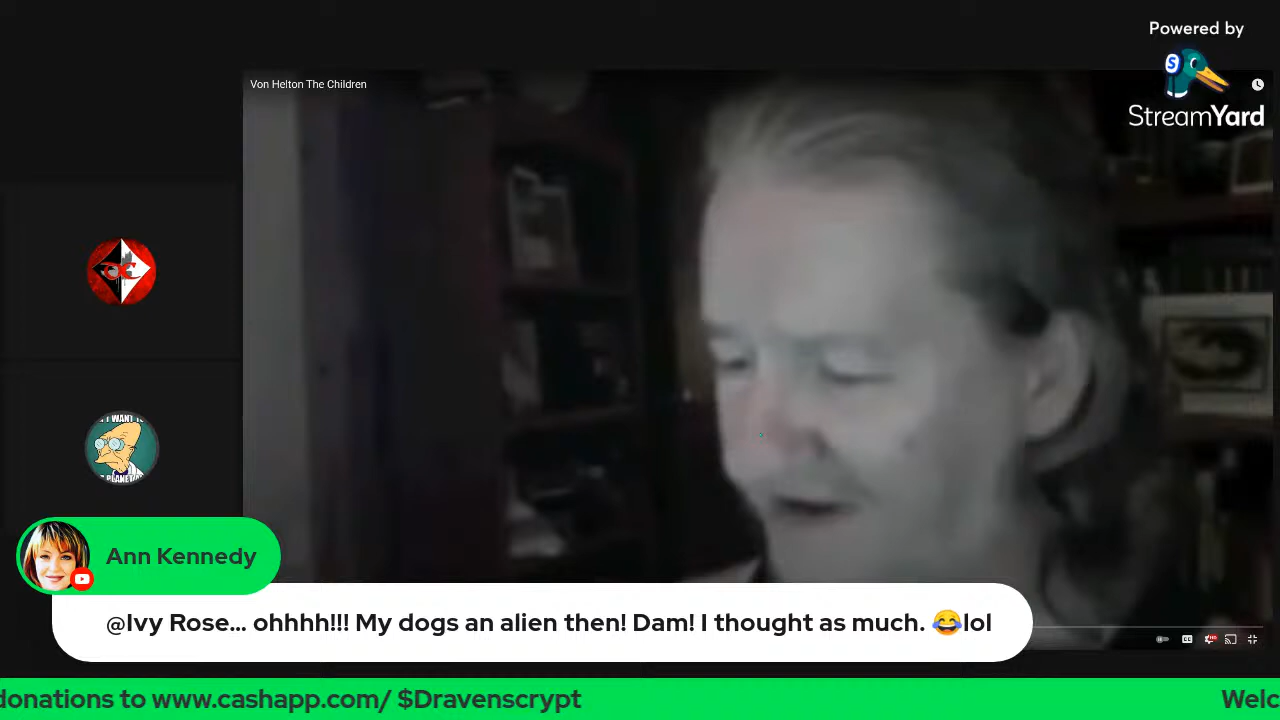 Powered by
StreamYard
Von Helton The Children
Ann Kennedy
@Ivy Rose... ohhhh!!! My dogs an alien then! Dam! I thought as much. 😂lol
donations to www.cashapp.com/ $Dravenscrypt
Welc